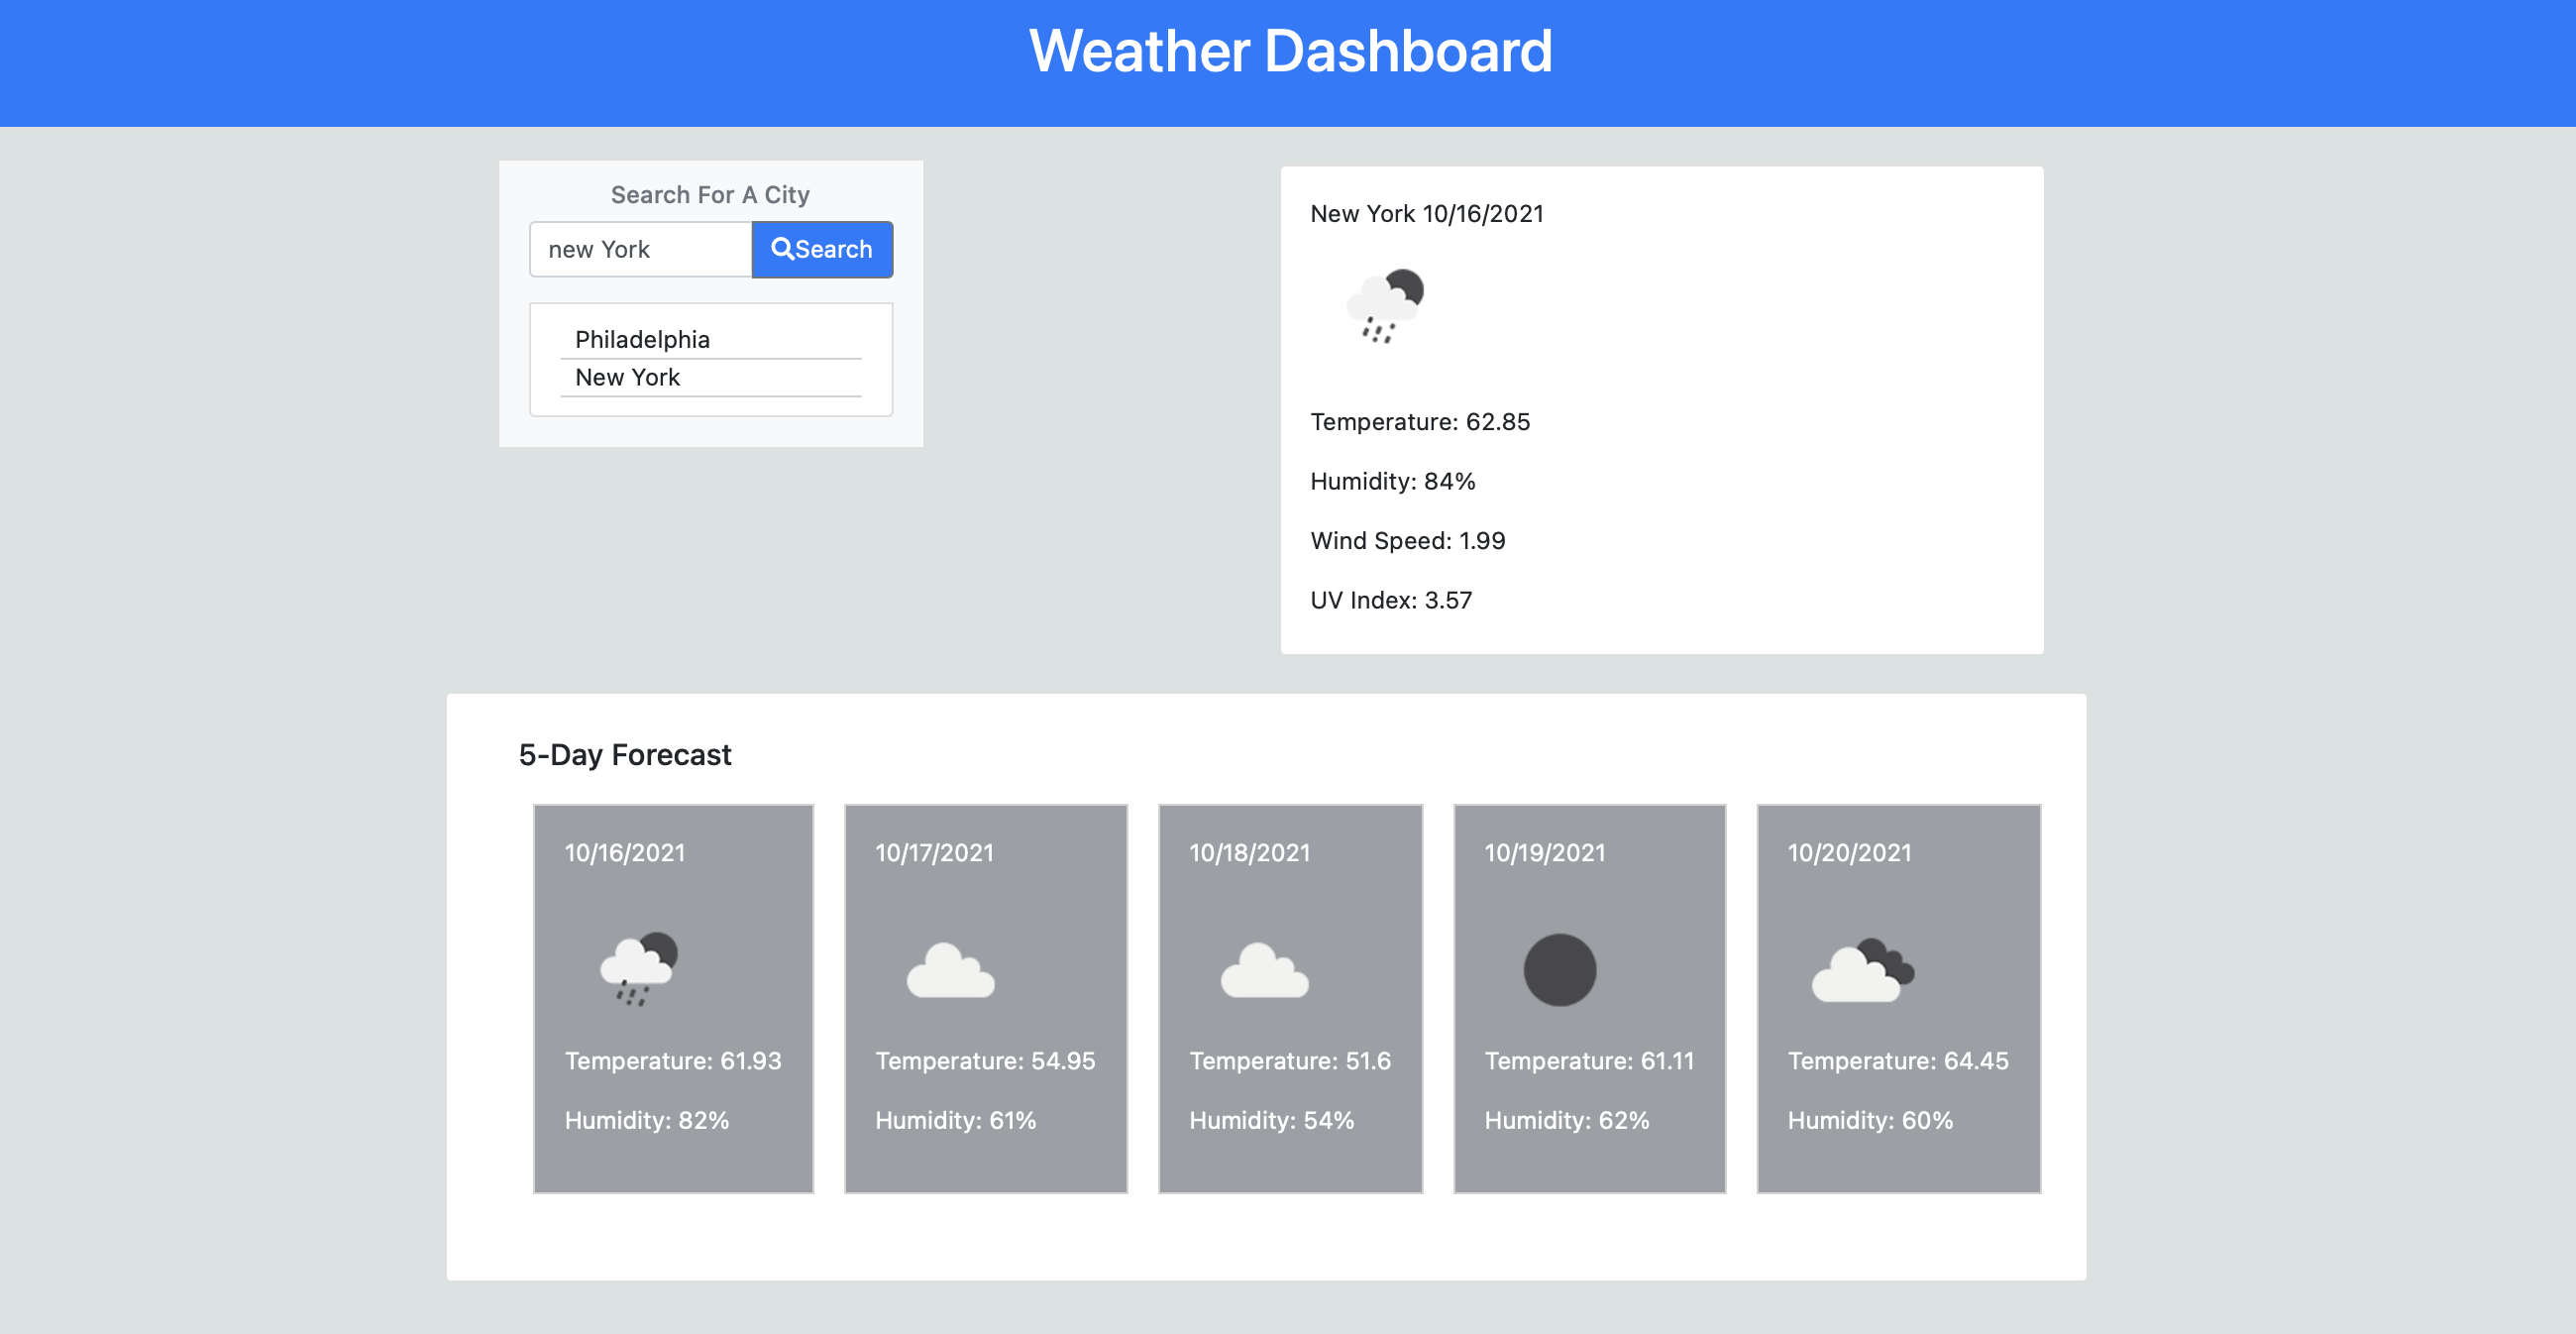 Weather Dashboard
Search For A City
new York
Search
Philadelphia
New York
New York 10/16/2021
Temperature: 62.85
Humidity: 84%
Wind Speed: 1.99
UV Index: 3.57
5-Day Forecast
10/16/2021
Temperature: 61.93
Humidity: 82%
10/17/2021
Temperature: 54.95
Humidity: 61%
10/18/2021
Temperature: 51.6
Humidity: 54%
10/19/2021
Temperature: 61.11
Humidity: 62%
10/20/2021
Temperature: 64.45
Humidity: 60%